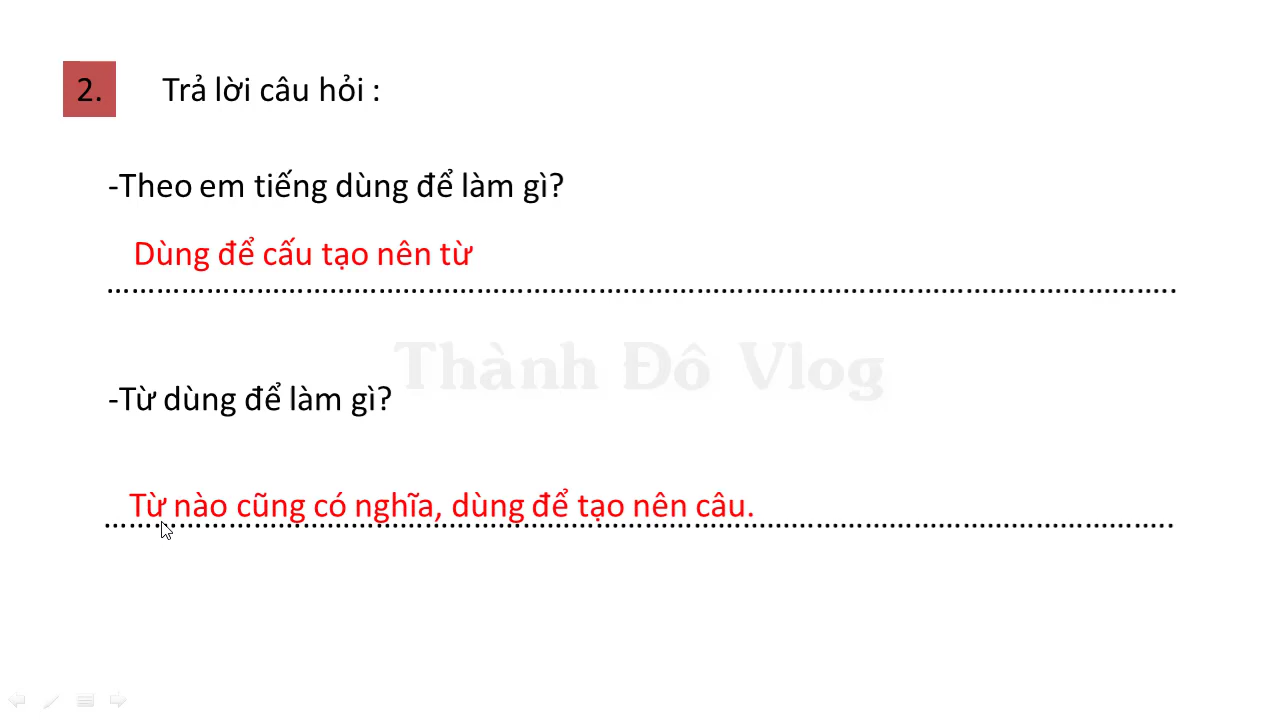 2. Trả lời câu hỏi :
-Theo em tiếng dùng để làm gì?
Dùng để cấu tạo nên từ
Thành Đô Vlog
-Từ dùng để làm gì?
Từ nào cũng có nghĩa, dùng để tạo nên câu.